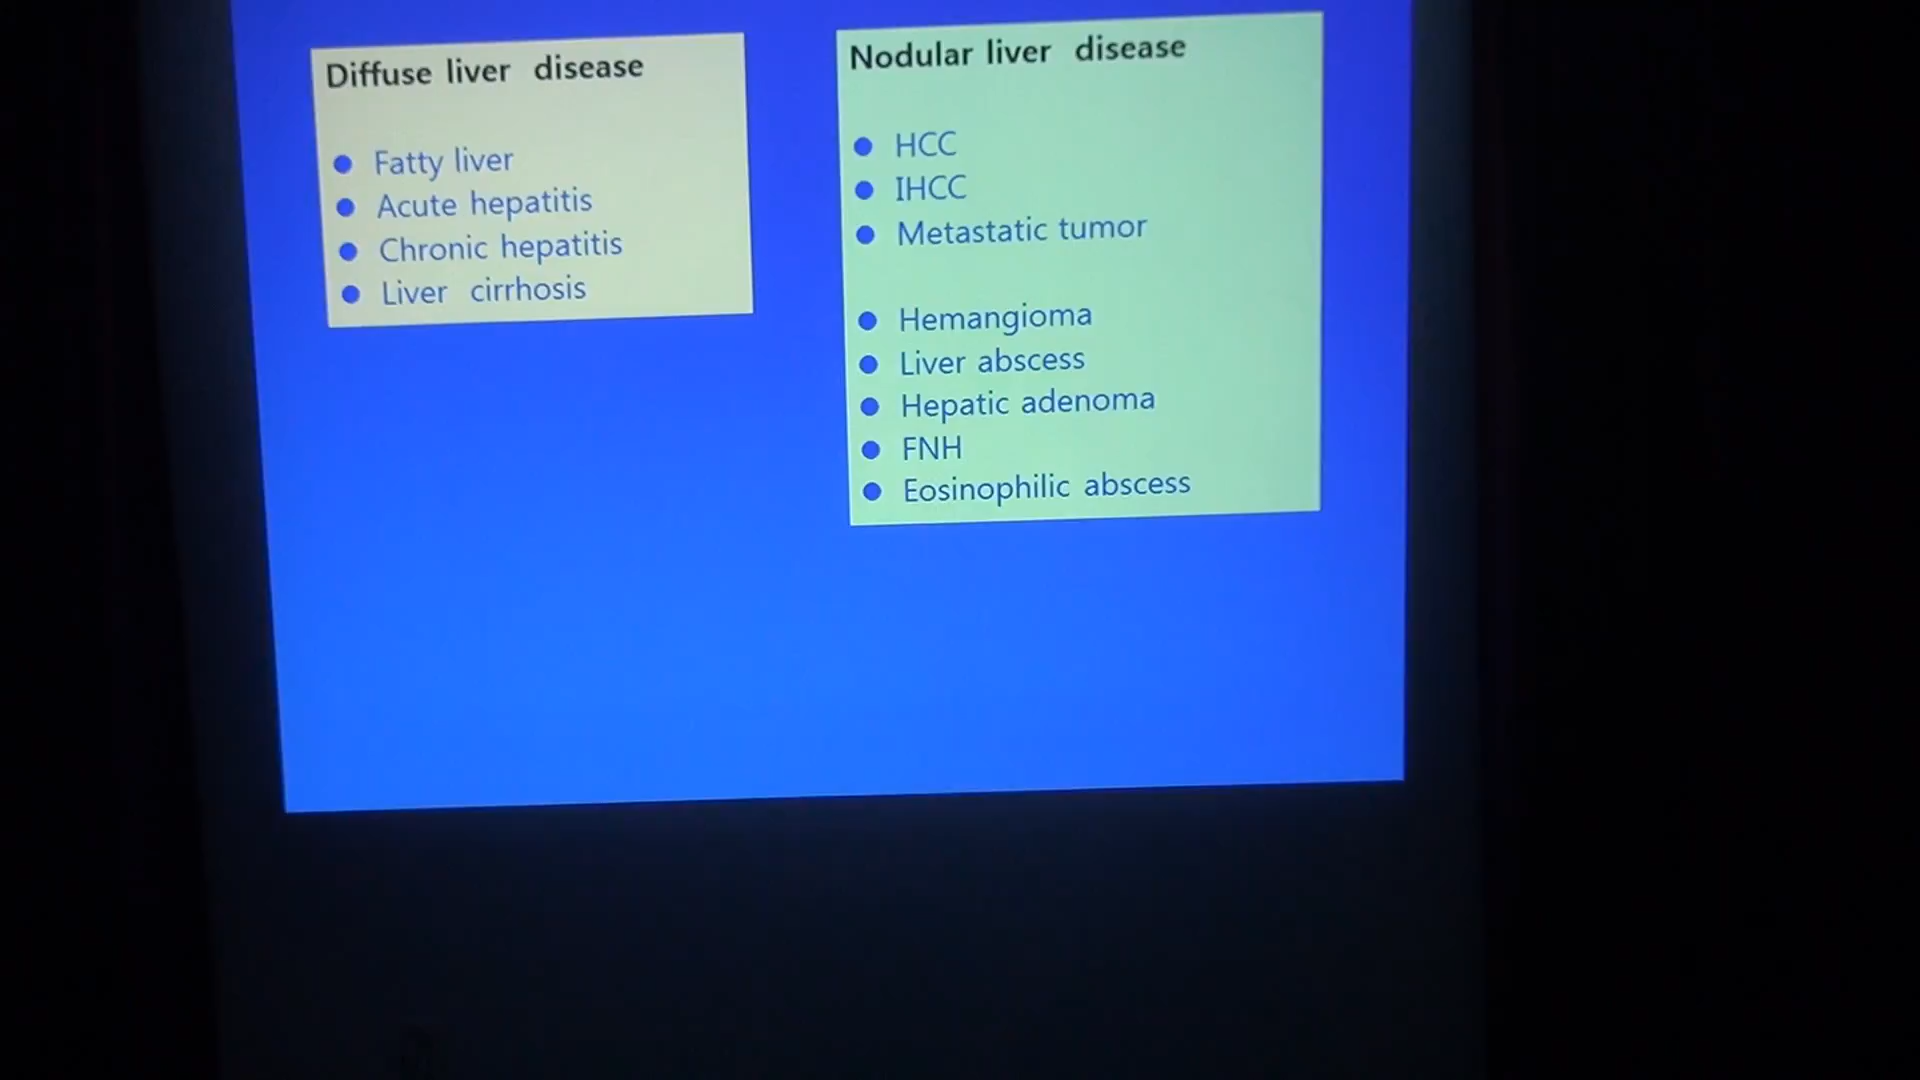 Diffuse liver disease
● Fatty liver
● Acute hepatitis
● Chronic hepatitis
● Liver cirrhosis
Nodular liver disease
● HCC
● IHCC
● Metastatic tumor
● Hemangioma
● Liver abscess
● Hepatic adenoma
● FNH
● Eosinophilic abscess